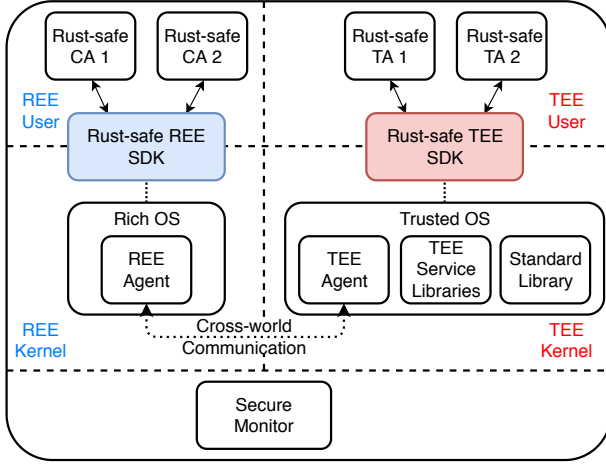 Rust-safe
CA 1
Rust-safe
CA 2
Rust-safe
TA 1
Rust-safe
TA 2
REE
User
TEE
User
Rust-safe REE
SDK
Rust-safe TEE
SDK
Rich OS
REE
Agent
Trusted OS
TEE
Agent
TEE
Service
Libraries
Standard
Library
Cross-world
Communication
REE
Kernel
TEE
Kernel
Secure
Monitor